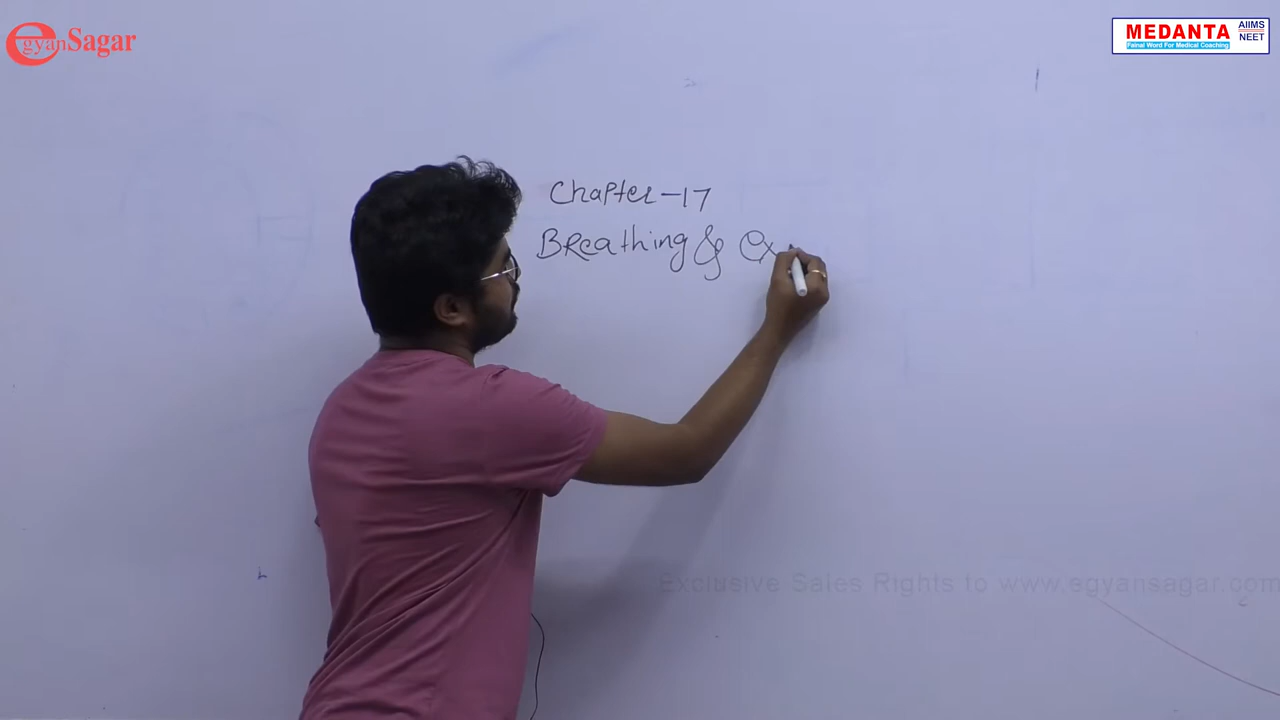 egyanSagar
MEDANTA AIIMS NEET
Fainal Word For Medical Coaching
Chapter-17
Breathing & Ex
Exclusive Sales Rights to www.egyansagar.com